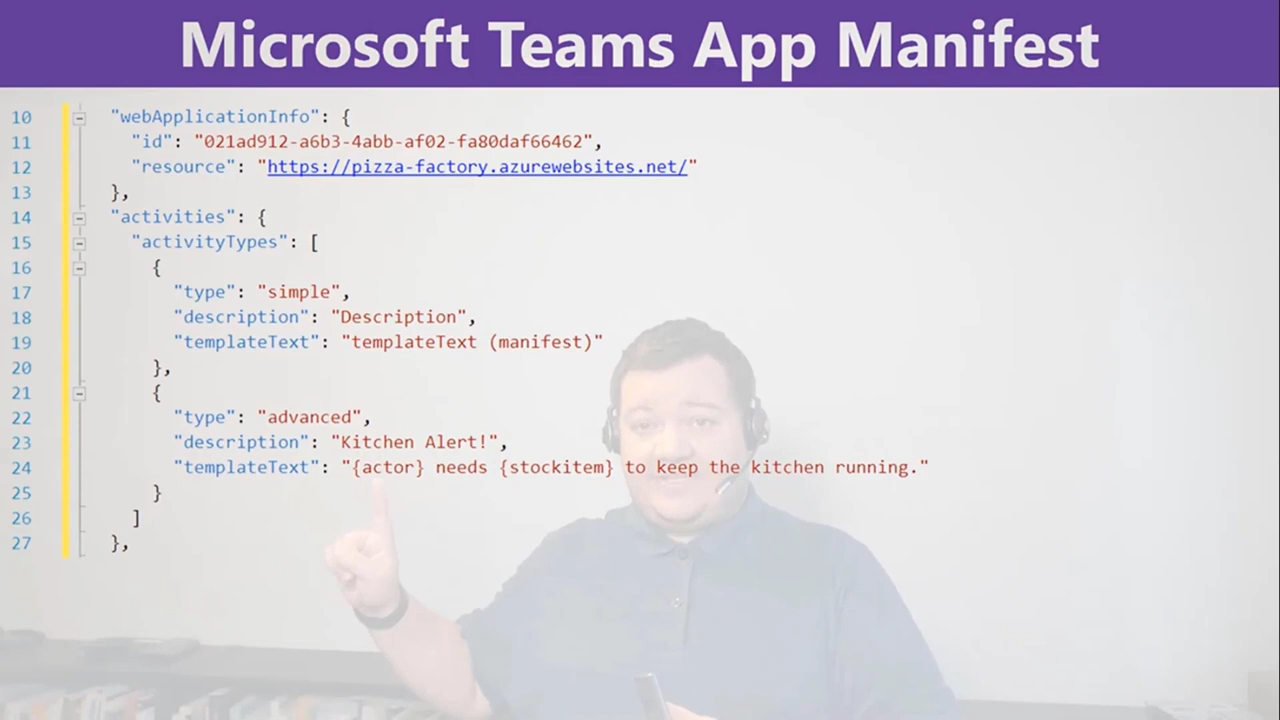 Microsoft Teams App Manifest
10 "webApplicationInfo": {
11 "id": "021ad912-a6b3-4abb-af02-fa80daf66462",
12 "resource": "https://pizza-factory.azurewebsites.net/"
13 },
14 "activities": {
15 "activityTypes": [
16 {
17 "type": "simple",
18 "description": "Description",
19 "templateText": "templateText (manifest)"
20 },
21 {
22 "type": "advanced",
23 "description": "Kitchen Alert!",
24 "templateText": "{actor} needs {stockitem} to keep the kitchen running."
25 }
26 ]
27 },